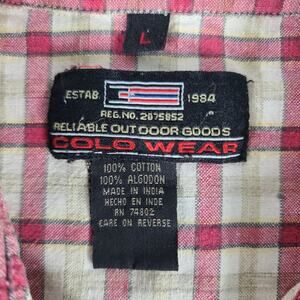 L
ESTAB. 1984
REG. NO. 2075852
RELIABLE OUTDOOR GOODS
COLO WEAR
100% COTTON
100% ALGODON
MADE IN INDIA
HECHO EN INDE
RN 74802
CARE ON REVERSE